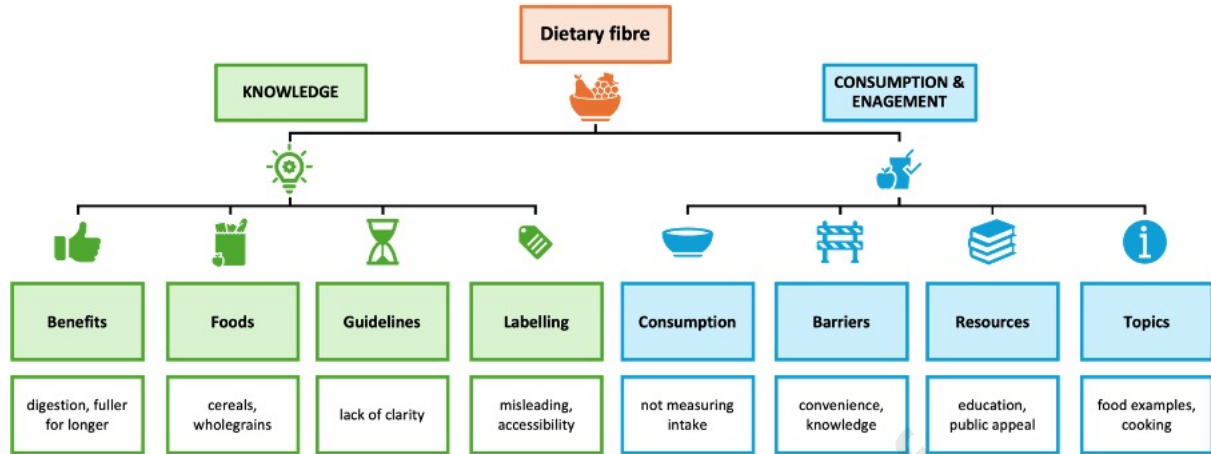 Dietary fibre
KNOWLEDGE
CONSUMPTION &
ENAGEMENT
Benefits
Foods
Guidelines
Labelling
Consumption
Barriers
Resources
Topics
digestion, fuller
for longer
cereals,
wholegrains
lack of clarity
misleading,
accessibility
not measuring
intake
convenience,
knowledge
education,
public appeal
food examples,
cooking